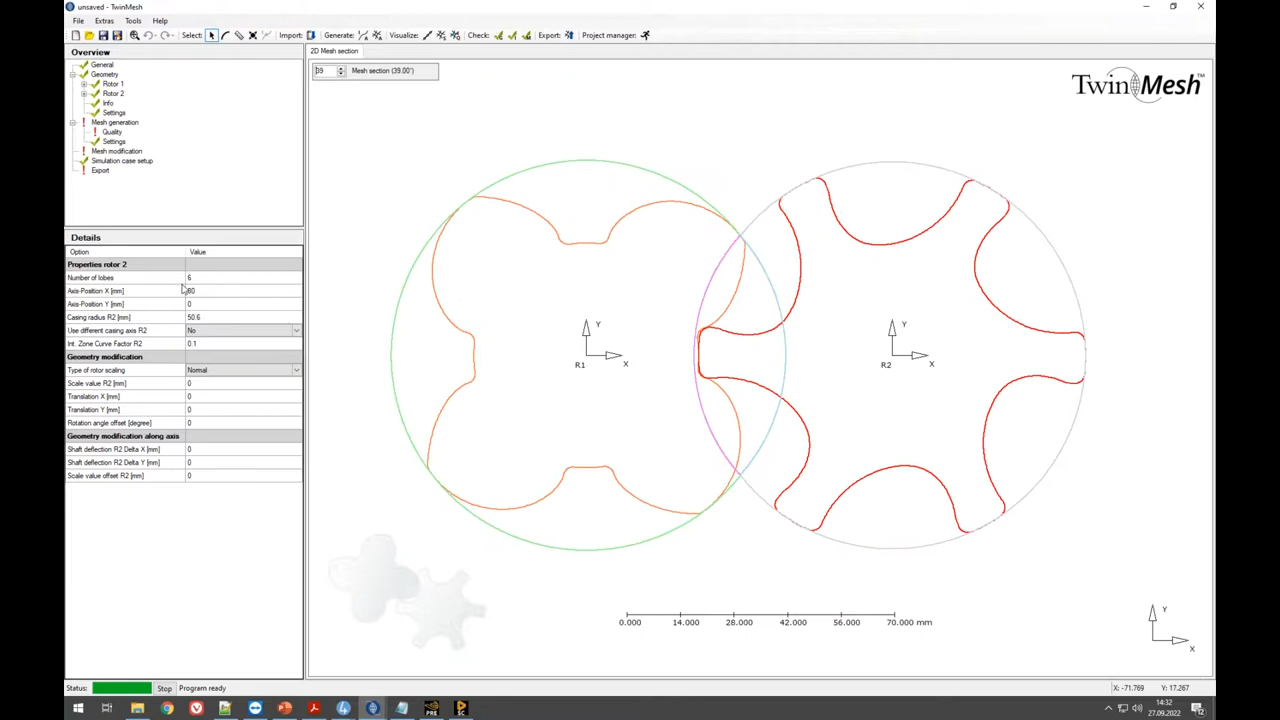 unsaved - TwinMesh
File Extras Tools Help
Select: Import: Generate: Visualize: Check: Export: Project manager:
Overview
General
Geometry
Rotor 1
Rotor 2
Info
Settings
Mesh generation
Quality
Settings
Mesh modification
Simulation case setup
Export
2D Mesh section
39 Mesh section (39.00°)
TwinMesh™
Details
Option Value
Properties rotor 2
Number of lobes 6
Axis-Position X [mm] 80
Axis-Position Y [mm] 0
Casing radius R2 [mm] 50.6
Use different casing axis R2 No
Int. Zone Curve Factor R2 0.1
Geometry modification
Type of rotor scaling Normal
Scale value R2 [mm] 0
Translation X [mm] 0
Translation Y [mm] 0
Rotation angle offset [degree] 0
Geometry modification along axis
Shaft deflection R2 Delta X [mm] 0
Shaft deflection R2 Delta Y [mm] 0
Scale value offset R2 [mm] 0
Y
X
R1
Y
X
R2
0.000 14.000 28.000 42.000 56.000 70.000 mm
Y
X
Status: Stop Program ready X: -71.769 Y: 17.267
PRE SC
14:32
27.09.2022